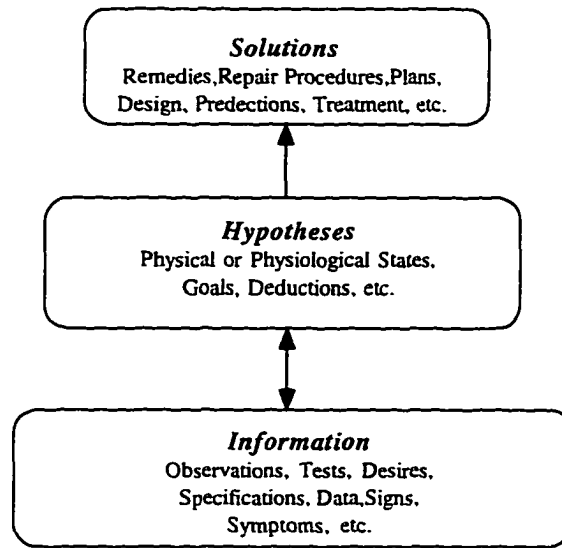 Solutions
Remedies,Repair Procedures,Plans,
Design, Predections, Treatment, etc.
Hypotheses
Physical or Physiological States,
Goals, Deductions, etc.
Information
Observations, Tests, Desires,
Specifications, Data,Signs,
Symptoms, etc.